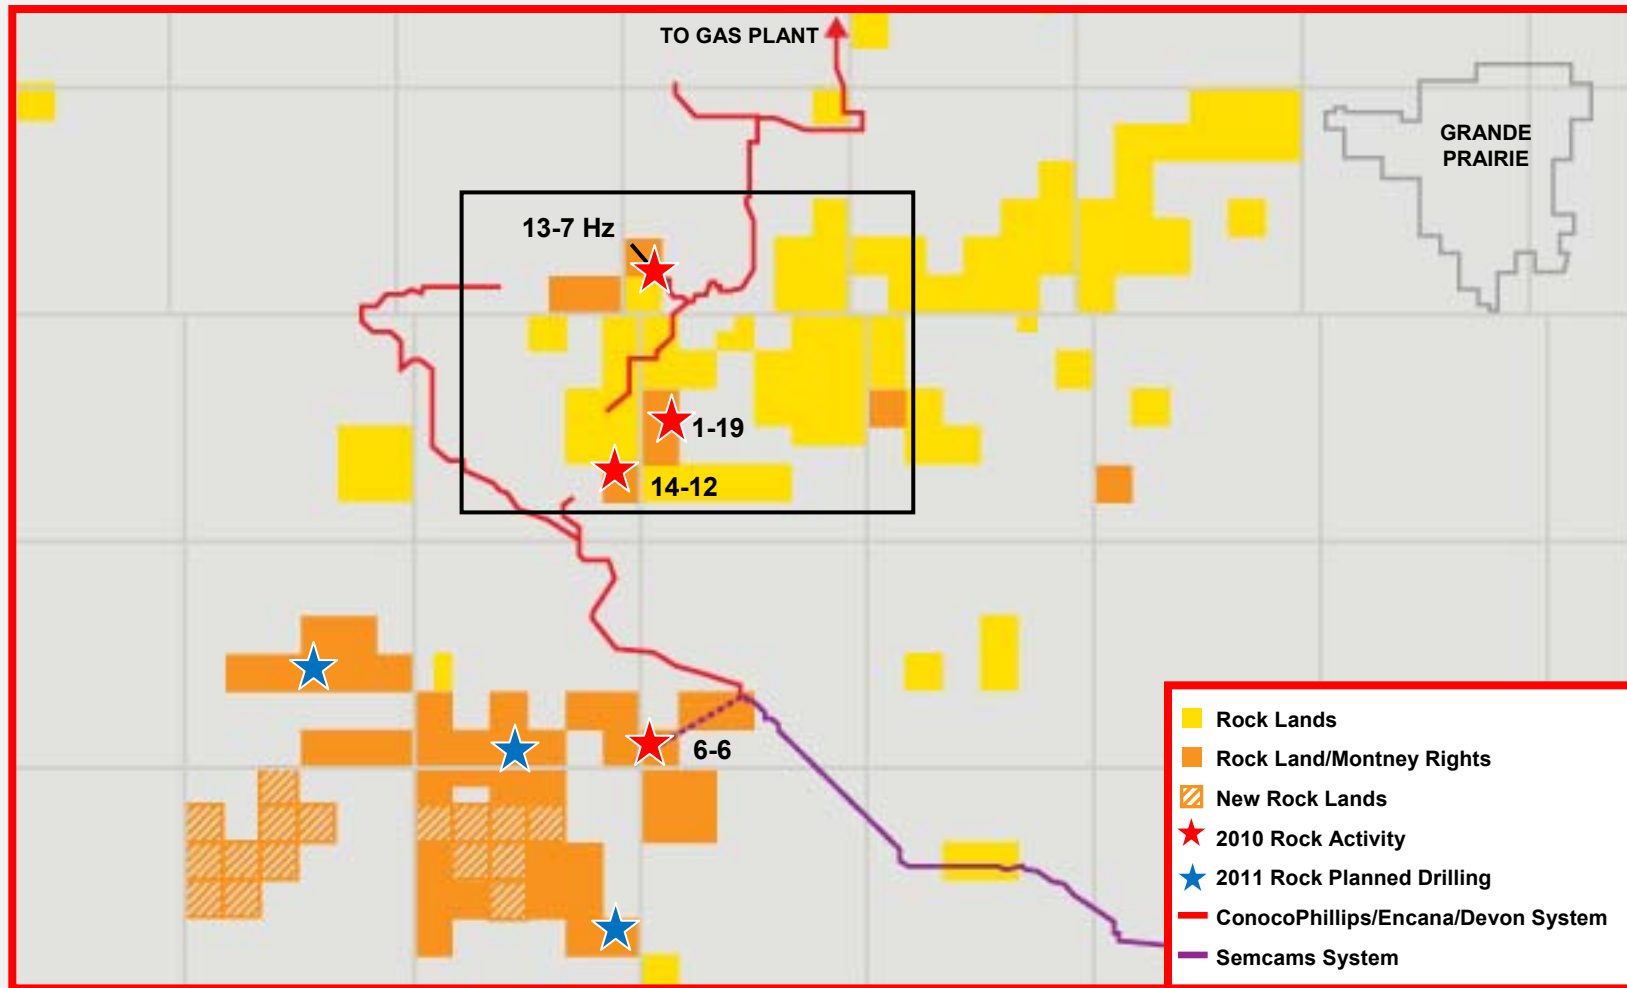 TO GAS PLANT
GRANDE
PRAIRIE
13-7 Hz
1-19
14-12
6-6
Rock Lands
Rock Land/Montney Rights
New Rock Lands
2010 Rock Activity
2011 Rock Planned Drilling
ConocoPhillips/Encana/Devon System
Semcams System